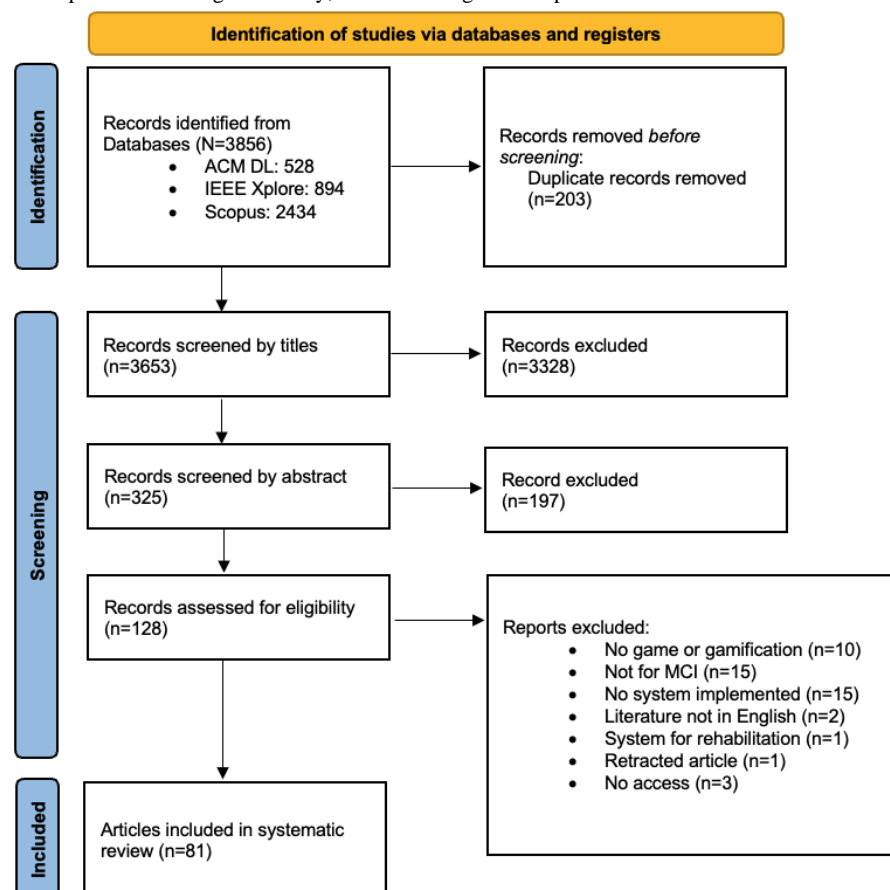 Identification of studies via databases and registers
Identification
Records identified from
Databases (N=3856)
• ACM DL: 528
• IEEE Xplore: 894
• Scopus: 2434
Records removed before
screening:
Duplicate records removed
(n=203)
Screening
Records screened by titles
(n=3653)
Records excluded
(n=3328)
Records screened by abstract
(n=325)
Record excluded
(n=197)
Records assessed for eligibility
(n=128)
Reports excluded:
• No game or gamification (n=10)
• Not for MCI (n=15)
• No system implemented (n=15)
• Literature not in English (n=2)
• System for rehabilitation (n=1)
• Retracted article (n=1)
• No access (n=3)
Included
Articles included in systematic
review (n=81)